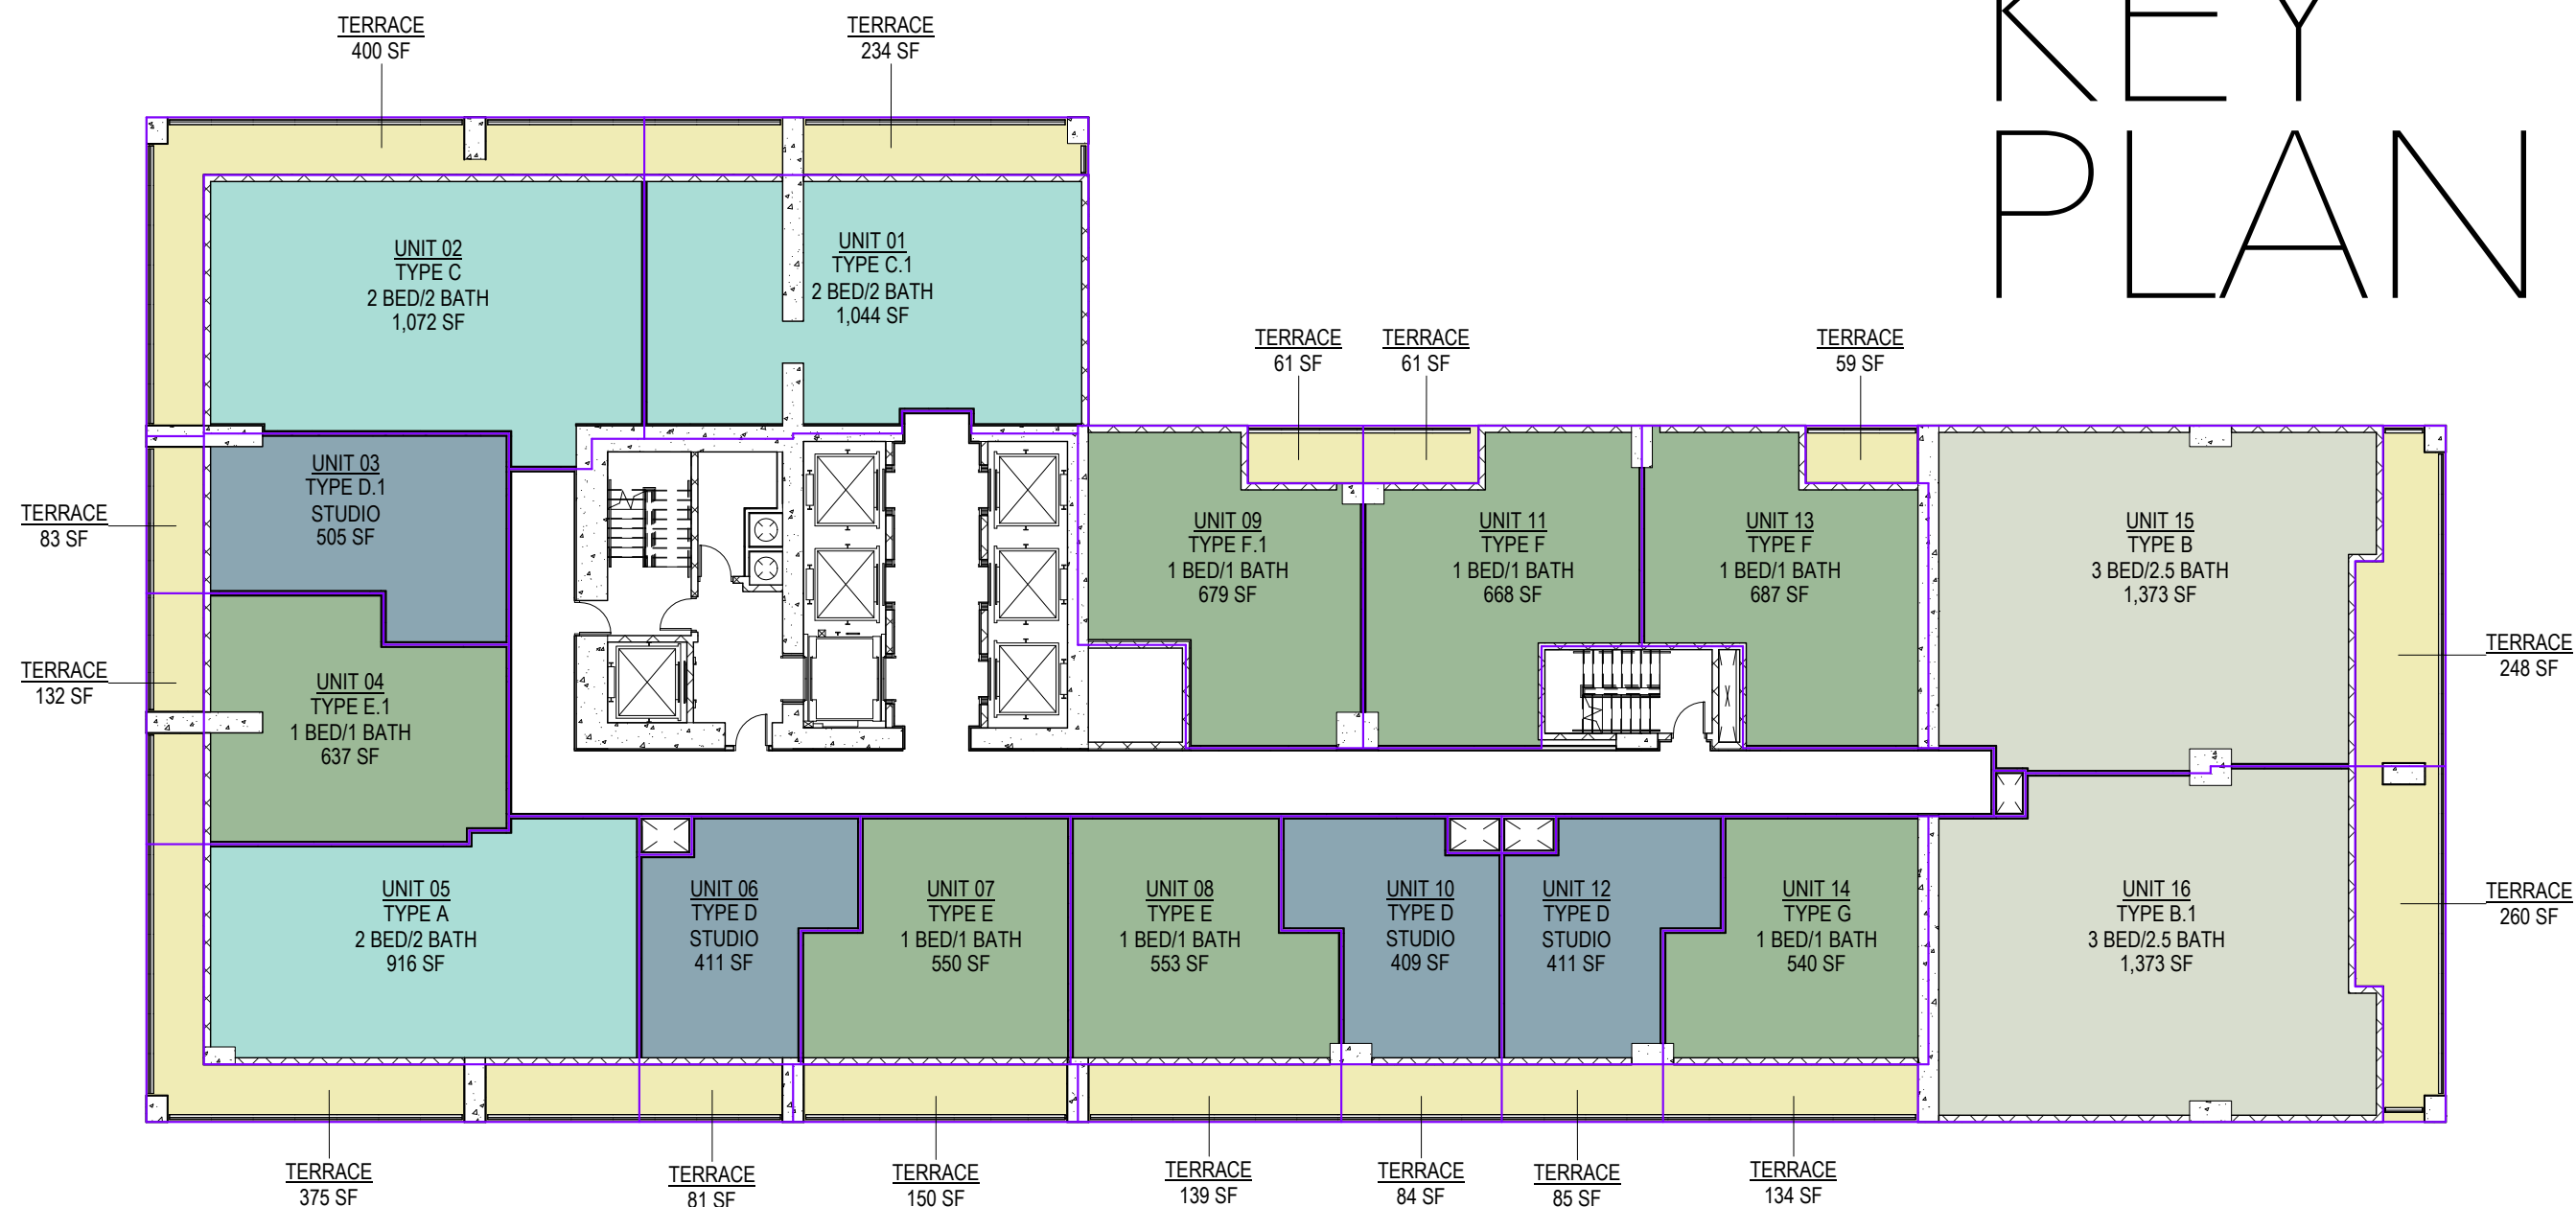 KEY
PLAN
TERRACE
400 SF
TERRACE
234 SF
UNIT 02
TYPE C
2 BED/2 BATH
1,072 SF
UNIT 01
TYPE C.1
2 BED/2 BATH
1,044 SF
TERRACE
61 SF
TERRACE
61 SF
TERRACE
59 SF
UNIT 03
TYPE D.1
STUDIO
505 SF
TERRACE
83 SF
UNIT 09
TYPE F.1
1 BED/1 BATH
679 SF
UNIT 11
TYPE F
1 BED/1 BATH
668 SF
UNIT 13
TYPE F
1 BED/1 BATH
687 SF
UNIT 15
TYPE B
3 BED/2.5 BATH
1,373 SF
TERRACE
248 SF
TERRACE
132 SF
UNIT 04
TYPE E.1
1 BED/1 BATH
637 SF
UNIT 05
TYPE A
2 BED/2 BATH
916 SF
UNIT 06
TYPE D
STUDIO
411 SF
UNIT 07
TYPE E
1 BED/1 BATH
550 SF
UNIT 08
TYPE E
1 BED/1 BATH
553 SF
UNIT 10
TYPE D
STUDIO
409 SF
UNIT 12
TYPE D
STUDIO
411 SF
UNIT 14
TYPE G
1 BED/1 BATH
540 SF
UNIT 16
TYPE B.1
3 BED/2.5 BATH
1,373 SF
TERRACE
260 SF
TERRACE
375 SF
TERRACE
81 SF
TERRACE
150 SF
TERRACE
139 SF
TERRACE
84 SF
TERRACE
85 SF
TERRACE
134 SF